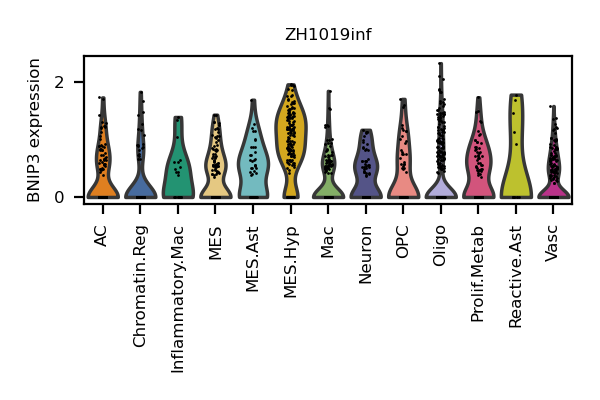 ZH1019inf
BNIP3 expression
2
0
AC
Chromatin.Reg
Inflammatory.Mac
MES
MES.Ast
MES.Hyp
Mac
Neuron
OPC
Oligo
Prolif.Metab
Reactive.Ast
Vasc